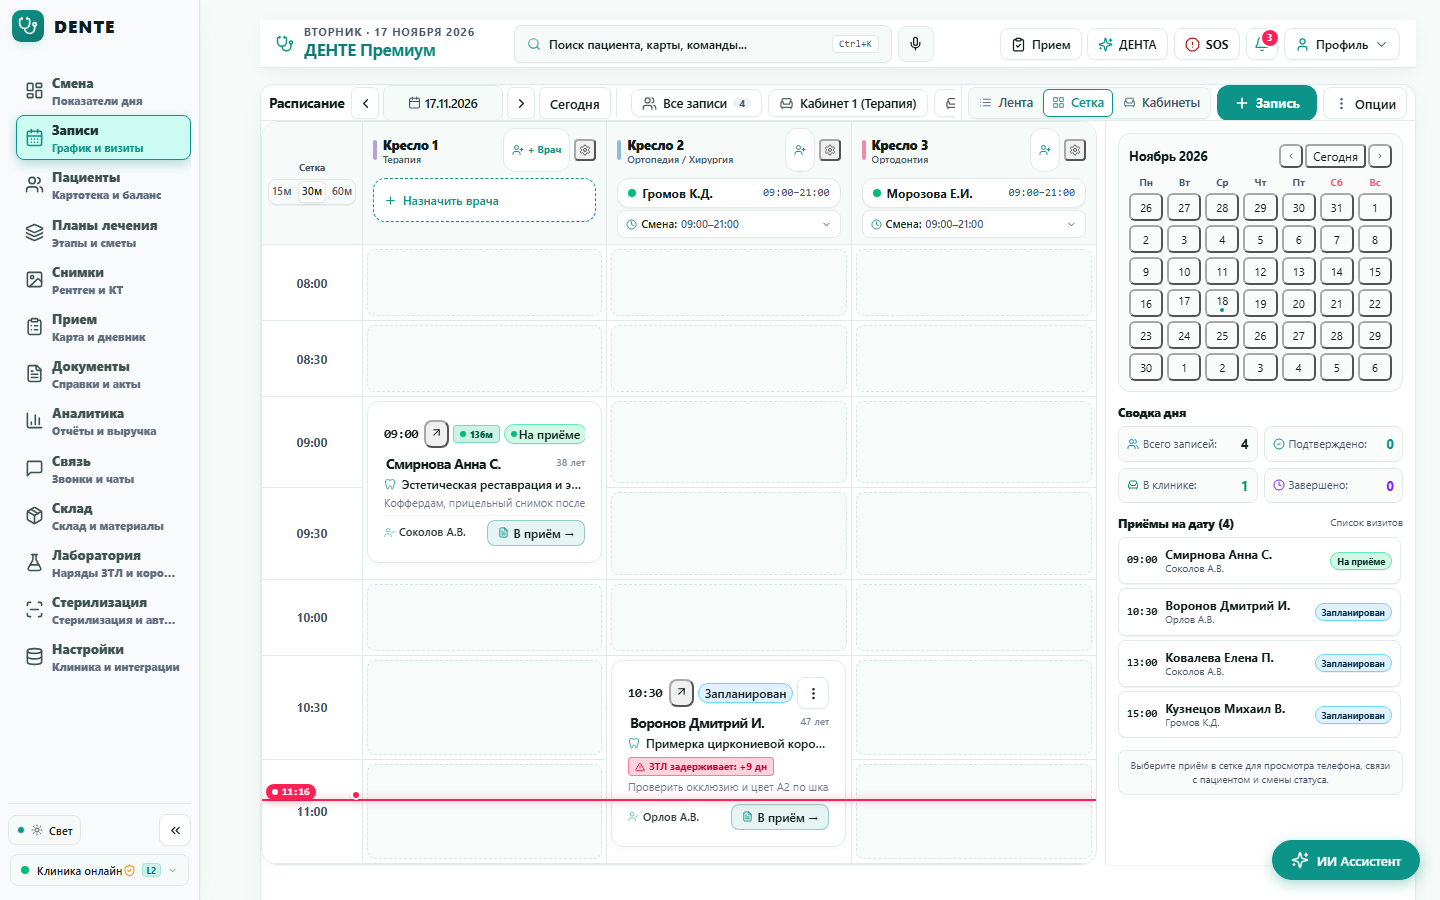 DENTE
Смена
Показатели дня
Записи
График и визиты
Пациенты
Картотека и баланс
Планы лечения
Этапы и сметы
Снимки
Рентген и КТ
Прием
Карта и дневник
Документы
Справки и акты
Аналитика
Отчёты и выручка
Связь
Звонки и чаты
Склад
Склад и материалы
Лаборатория
Наряды ЗТЛ и коро...
Стерилизация
Стерилизация и авт...
Настройки
Клиника и интеграции
Свет
Клиника онлайн L2
ВТОРНИК · 17 НОЯБРЯ 2026
ДЕНТЕ Премиум
Поиск пациента, карты, команды... Ctrl+K
Прием
ДЕНТА
SOS
3
Профиль
Расписание
17.11.2026
Сегодня
Все записи 4
Кабинет 1 (Терапия)
Лента
Сетка
Кабинеты
+ Запись
Опции
Сетка
15м 30м 60м
Кресло 1
Терапия
+ Врач
+ Назначить врача
Кресло 2
Ортопедия / Хирургия
Громов К.Д. 09:00–21:00
Смена: 09:00–21:00
Кресло 3
Ортодонтия
Морозова Е.И. 09:00–21:00
Смена: 09:00–21:00
08:00
08:30
09:00
09:30
10:00
10:30
11:16
11:00
09:00 136м На приёме
Смирнова Анна С. 38 лет
Эстетическая реставрация и э...
Коффердам, прицельный снимок после
Соколов А.В. В приём →
10:30 Запланирован
Воронов Дмитрий И. 47 лет
Примерка циркониевой коро...
ЗТЛ задерживает: +9 дн
Проверить окклюзию и цвет A2 по шка
Орлов А.В. В приём →
Ноябрь 2026 ‹ Сегодня ›
Пн Вт Ср Чт Пт Сб Вс
26 27 28 29 30 31 1
2 3 4 5 6 7 8
9 10 11 12 13 14 15
16 17 18 19 20 21 22
23 24 25 26 27 28 29
30 1 2 3 4 5 6
Сводка дня
Всего записей: 4
Подтверждено: 0
В клинике: 1
Завершено: 0
Приёмы на дату (4) Список визитов
09:00 Смирнова Анна С. На приёме
Соколов А.В.
10:30 Воронов Дмитрий И. Запланирован
Орлов А.В.
13:00 Ковалева Елена П. Запланирован
Соколов А.В.
15:00 Кузнецов Михаил В. Запланирован
Громов К.Д.
Выберите приём в сетке для просмотра телефона, связи
с пациентом и смены статуса.
ИИ Ассистент